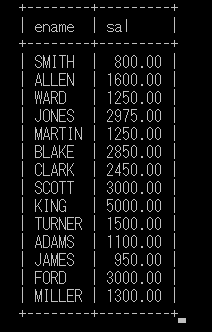 +--------+---------+
| ename  | sal     |
+--------+---------+
| SMITH  |  800.00 |
| ALLEN  | 1600.00 |
| WARD   | 1250.00 |
| JONES  | 2975.00 |
| MARTIN | 1250.00 |
| BLAKE  | 2850.00 |
| CLARK  | 2450.00 |
| SCOTT  | 3000.00 |
| KING   | 5000.00 |
| TURNER | 1500.00 |
| ADAMS  | 1100.00 |
| JAMES  |  950.00 |
| FORD   | 3000.00 |
| MILLER | 1300.00 |
+--------+---------+